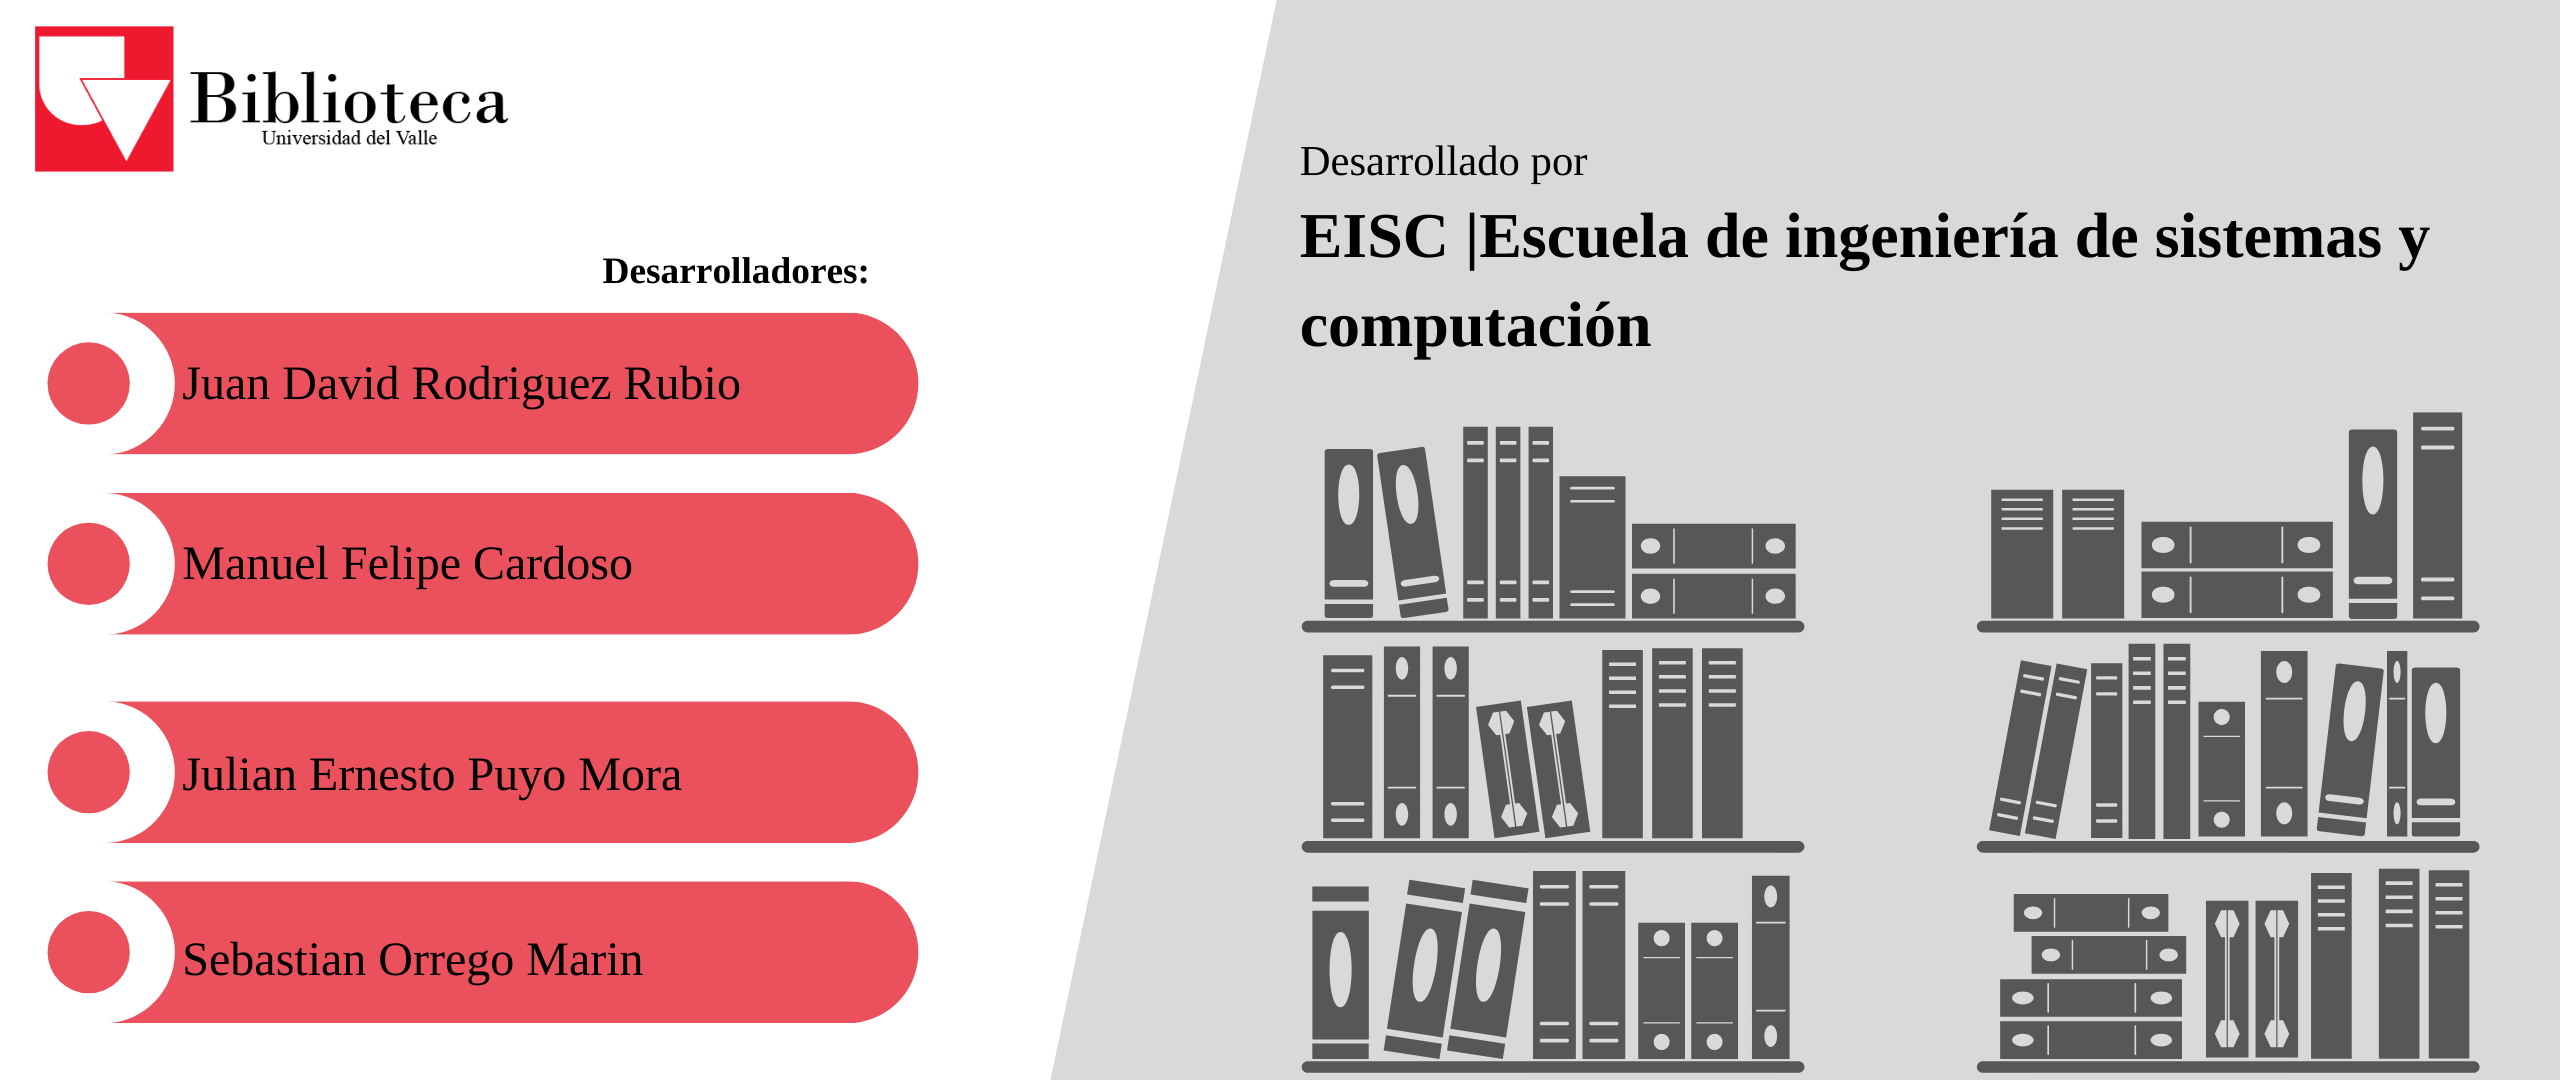 Biblioteca
Universidad del Valle
Desarrolladores:
Juan David Rodriguez Rubio
Manuel Felipe Cardoso
Julian Ernesto Puyo Mora
Sebastian Orrego Marin
Desarrollado por
EISC |Escuela de ingeniería de sistemas y
computación